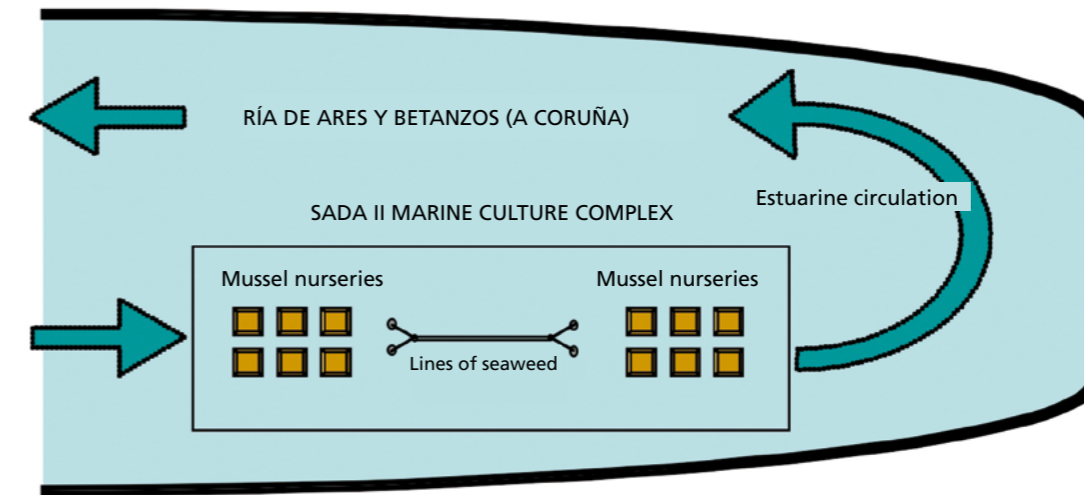 RÍA DE ARES Y BETANZOS (A CORUÑA)
Estuarine circulation
SADA II MARINE CULTURE COMPLEX
Mussel nurseries
Mussel nurseries
Lines of seaweed